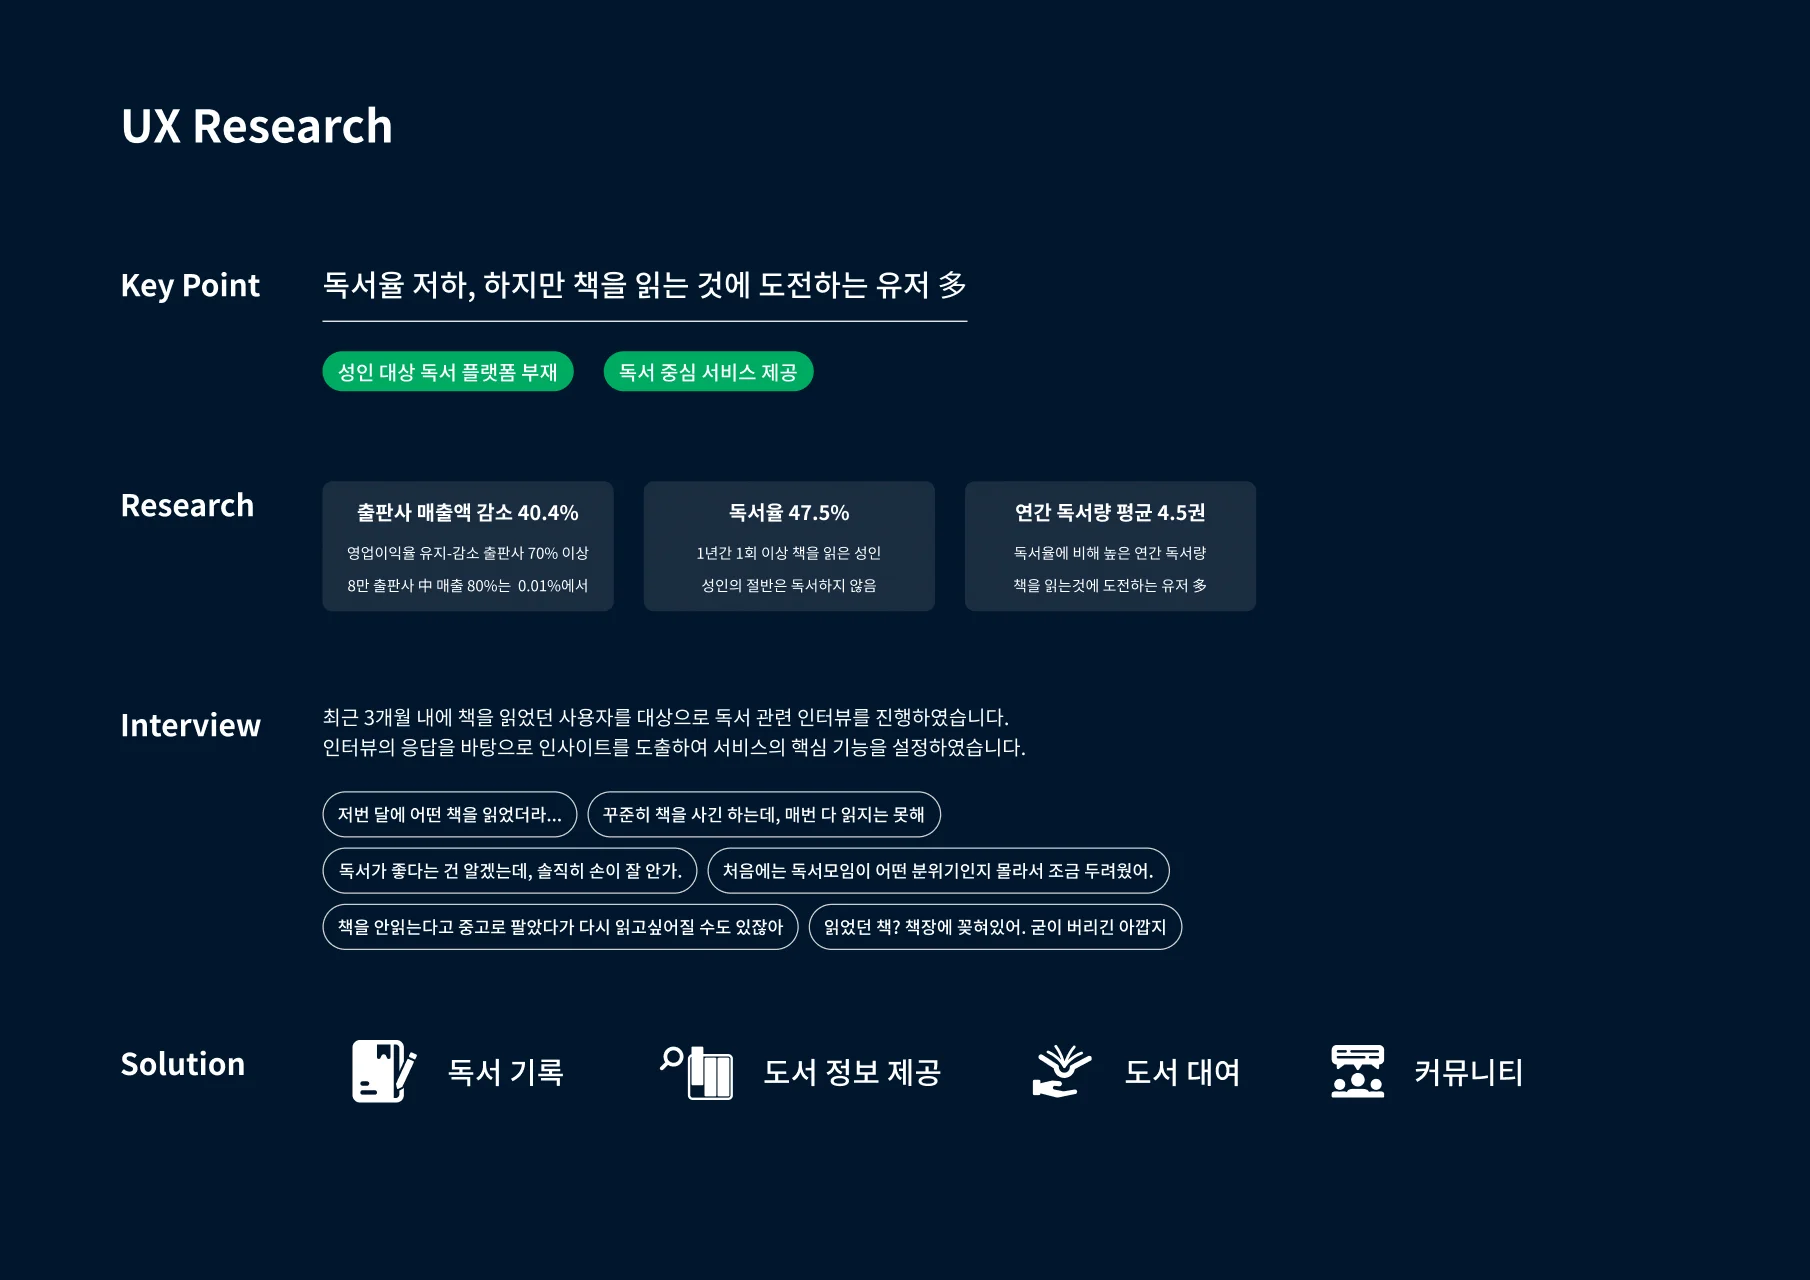 UX Research
Key Point
독서율 저하, 하지만 책을 읽는 것에 도전하는 유저 多
성인 대상 독서 플랫폼 부재
독서 중심 서비스 제공
Research
출판사 매출액 감소 40.4%
영업이익율 유지-감소 출판사 70% 이상
8만 출판사 中 매출 80%는 0.01%에서
독서율 47.5%
1년간 1회 이상 책을 읽은 성인
성인의 절반은 독서하지 않음
연간 독서량 평균 4.5권
독서율에 비해 높은 연간 독서량
책을 읽는것에 도전하는 유저 多
Interview
최근 3개월 내에 책을 읽었던 사용자를 대상으로 독서 관련 인터뷰를 진행하였습니다.
인터뷰의 응답을 바탕으로 인사이트를 도출하여 서비스의 핵심 기능을 설정하였습니다.
저번 달에 어떤 책을 읽었더라...
꾸준히 책을 사긴 하는데, 매번 다 읽지는 못해
독서가 좋다는 건 알겠는데, 솔직히 손이 잘 안가.
처음에는 독서모임이 어떤 분위기인지 몰라서 조금 두려웠어.
책을 안읽는다고 중고로 팔았다가 다시 읽고싶어질 수도 있잖아
읽었던 책? 책장에 꽂혀있어. 굳이 버리긴 아깝지
Solution
독서 기록
도서 정보 제공
도서 대여
커뮤니티